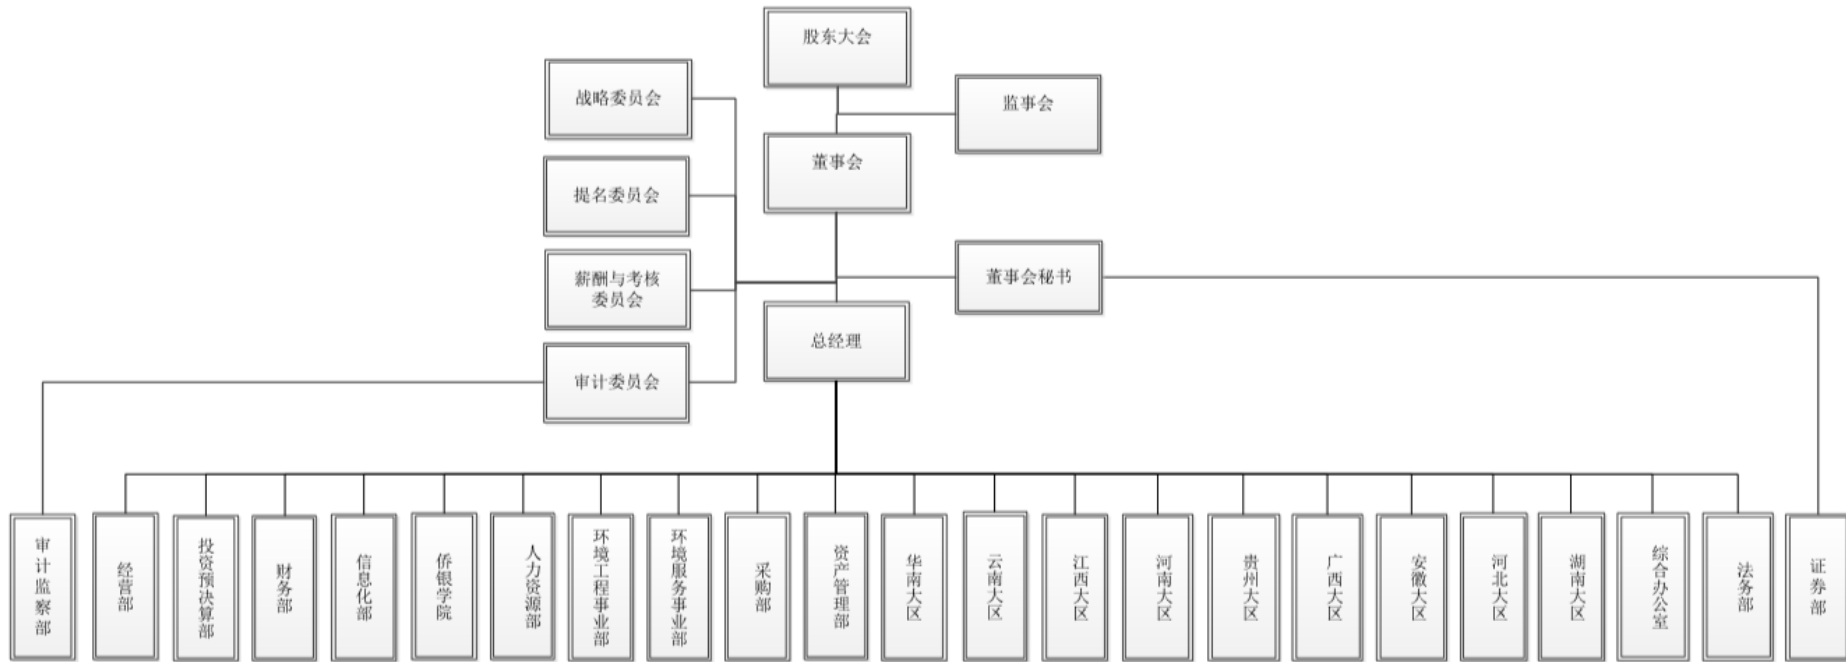 股东大会
战略委员会
监事会
董事会
提名委员会
董事会秘书
薪酬与考核
委员会
总经理
审计委员会
审计监察部
经营部
投资预决算部
财务部
信息化部
侨银学院
人力资源部
环境工程事业部
环境服务事业部
采购部
资产管理部
华南大区
云南大区
江西大区
河南大区
贵州大区
广西大区
安徽大区
河北大区
湖南大区
综合办公室
法务部
证券部